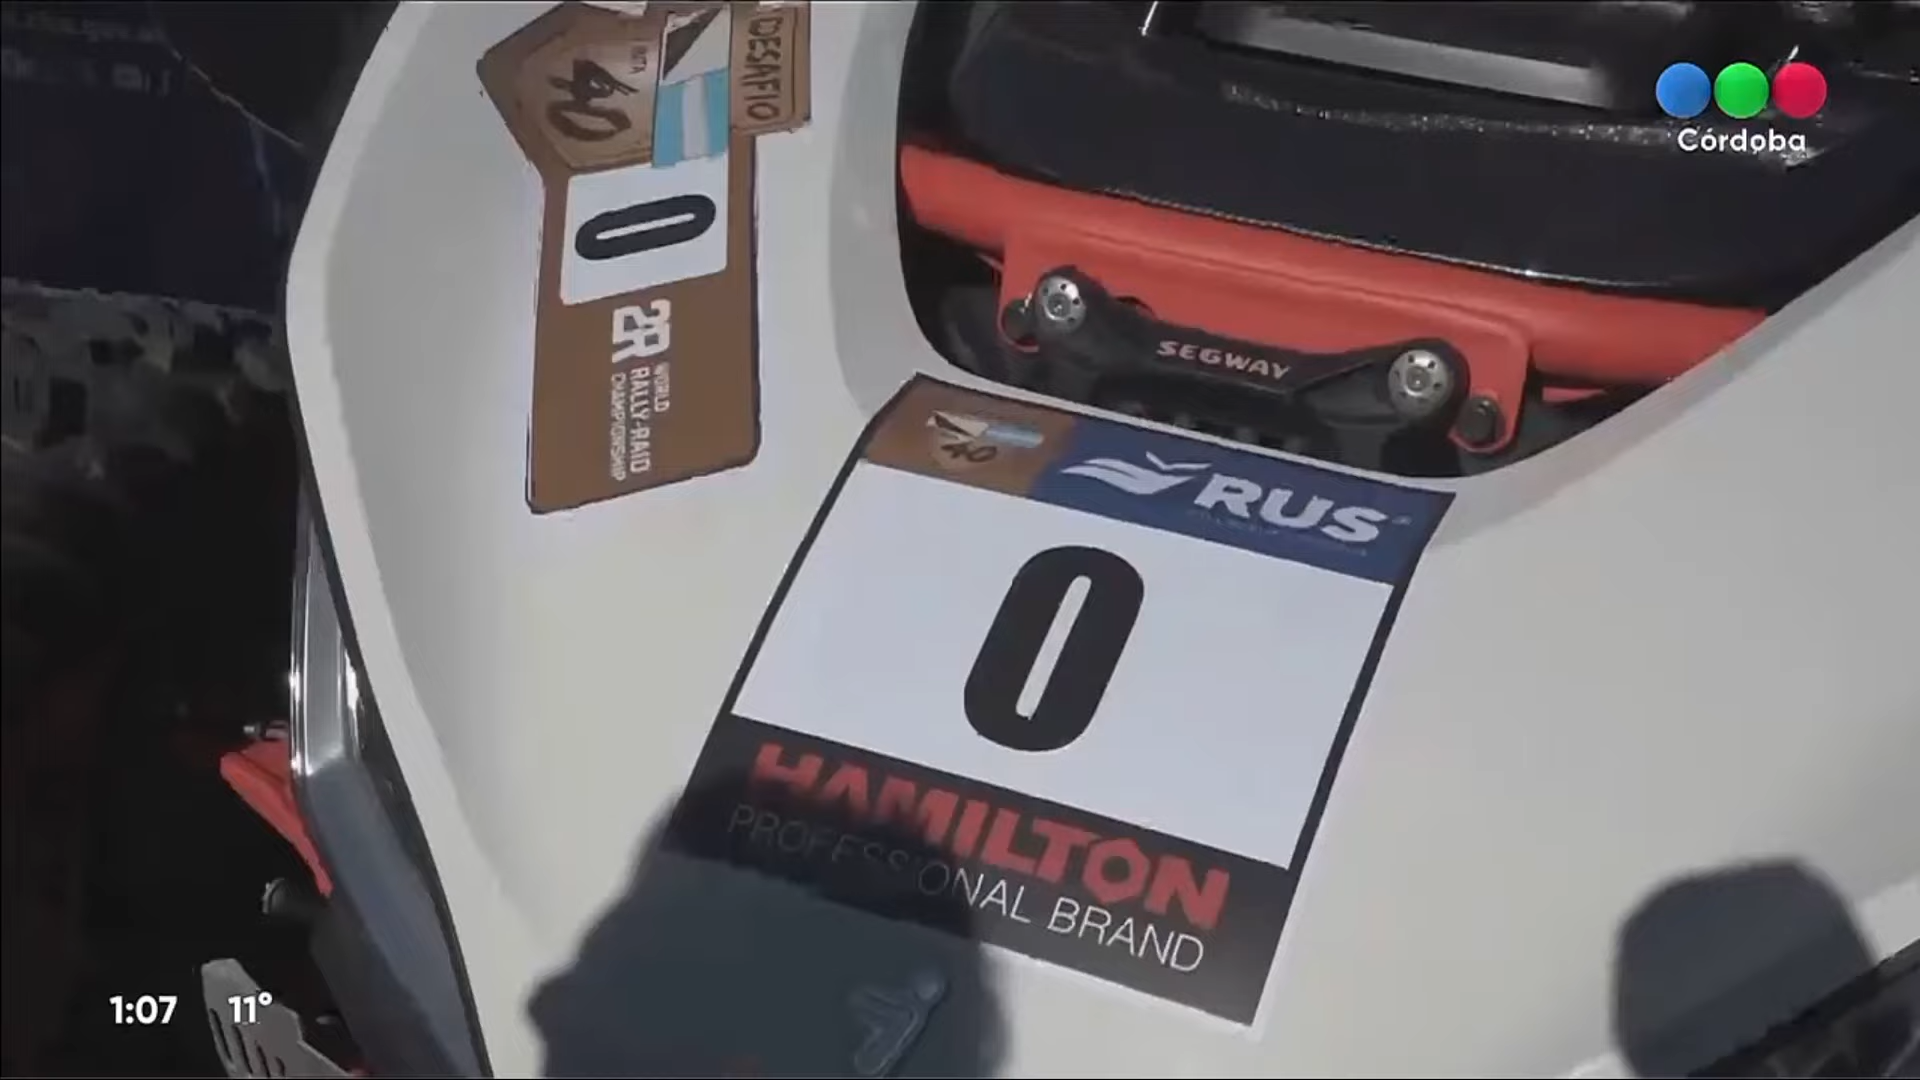 DESAFIO
RUTA
40
0
2R
WORLD
RALLY-RAID
CHAMPIONSHIP
Córdoba
SEGWAY
40
RUS
0
HAMILTON
PROFESSIONAL BRAND
1:07 11°